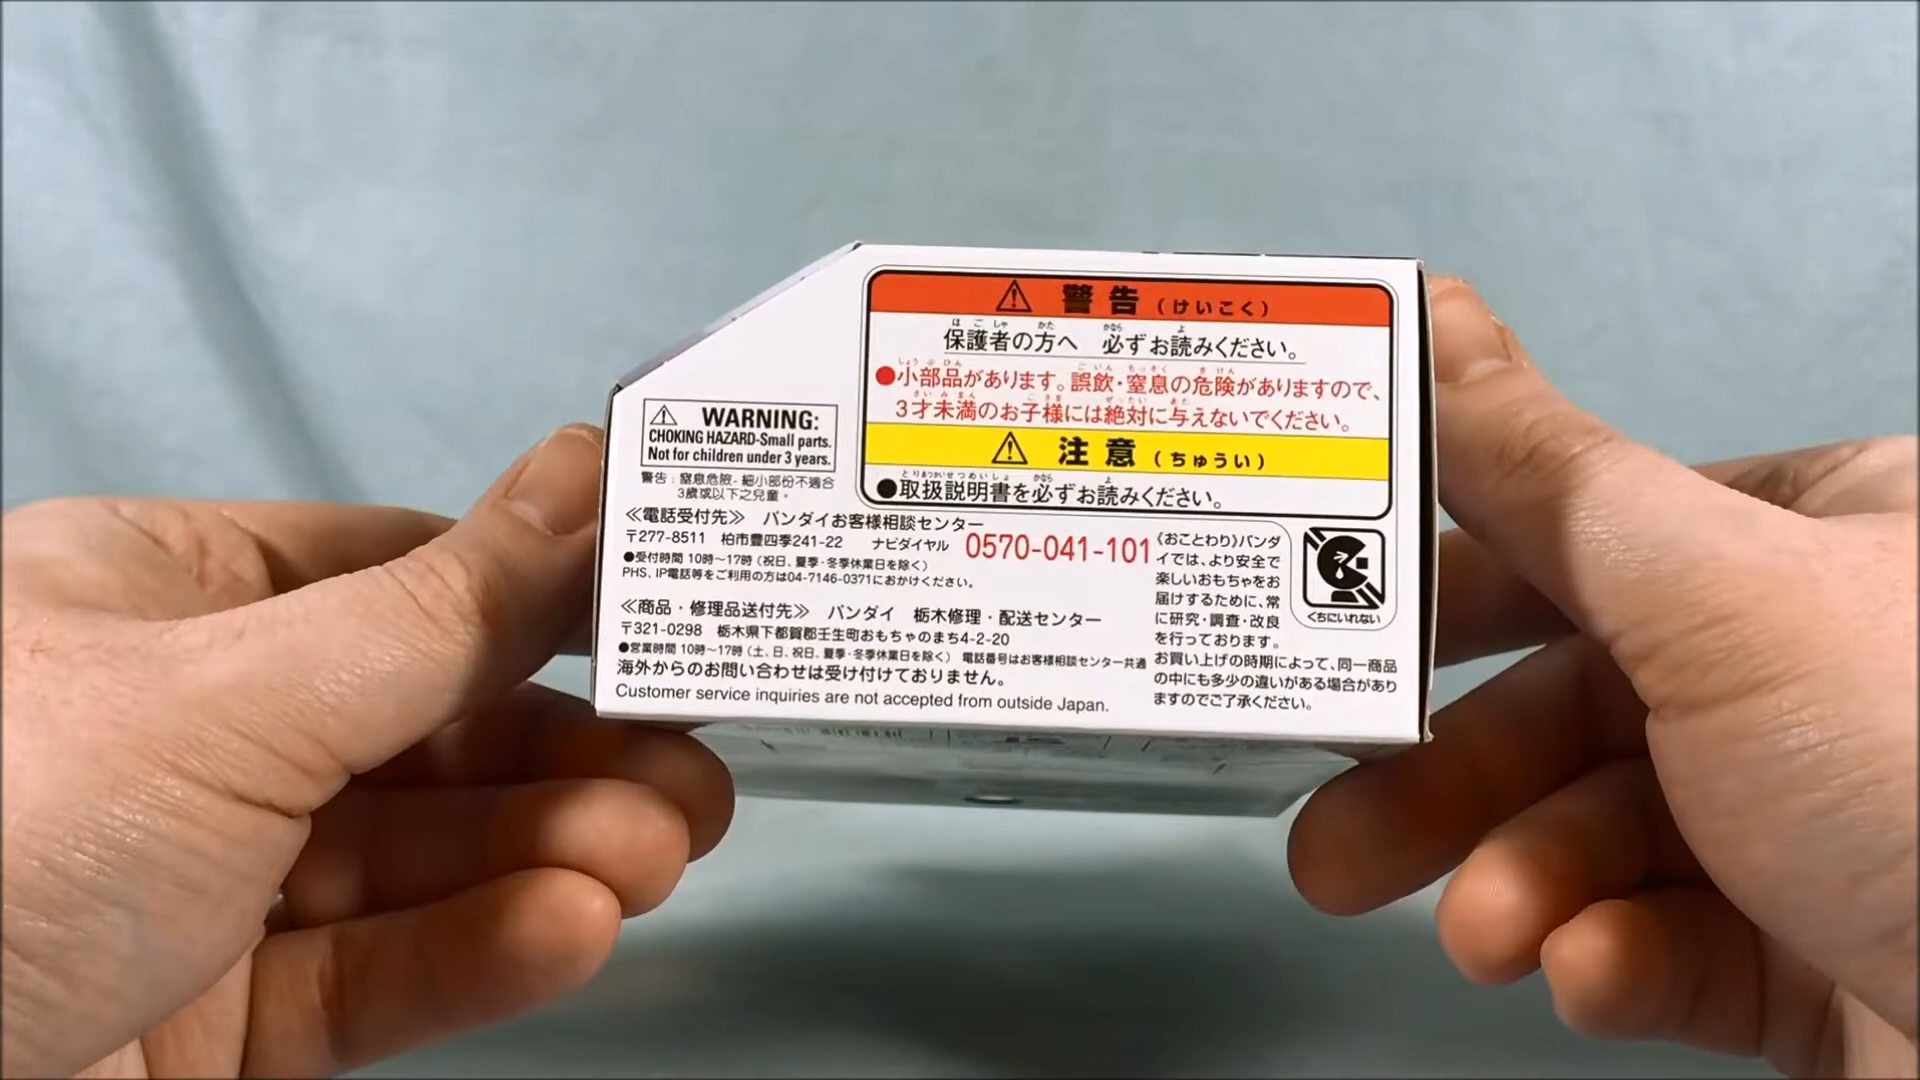 警告(けいこく)
保護者の方へ 必ずお読みください。
●小部品があります。誤飲・窒息の危険がありますので、
3才未満のお子様には絶対に与えないでください。
注意(ちゅうい)
●取扱説明書を必ずお読みください。
WARNING:
CHOKING HAZARD-Small parts.
Not for children under 3 years.
警告:窒息危險-細小部份不適合
3歲或以下之兒童。
≪電話受付先≫ バンダイお客様相談センター
〒277-8511 柏市豊四季241-22 ナビダイヤル 0570-041-101
●受付時間 10時〜17時(祝日、夏季・冬季休業日を除く)
PHS、IP電話等をご利用の方は04-7146-0371におかけください。
≪商品・修理品送付先≫ バンダイ 栃木修理・配送センター
〒321-0298 栃木県下都賀郡壬生町おもちゃのまち4-2-20
●営業時間 10時〜17時(土、日、祝日、夏季・冬季休業日を除く) 電話番号はお客様相談センター共通
海外からのお問い合わせは受け付けておりません。
Customer service inquiries are not accepted from outside Japan.
《おことわり》バンダ
イでは、より安全で
楽しいおもちゃをお
届けするために、常
に研究・調査・改良
を行っております。
お買い上げの時期によって、同一商品
の中にも多少の違いがある場合があり
ますのでご了承ください。
くちにいれない